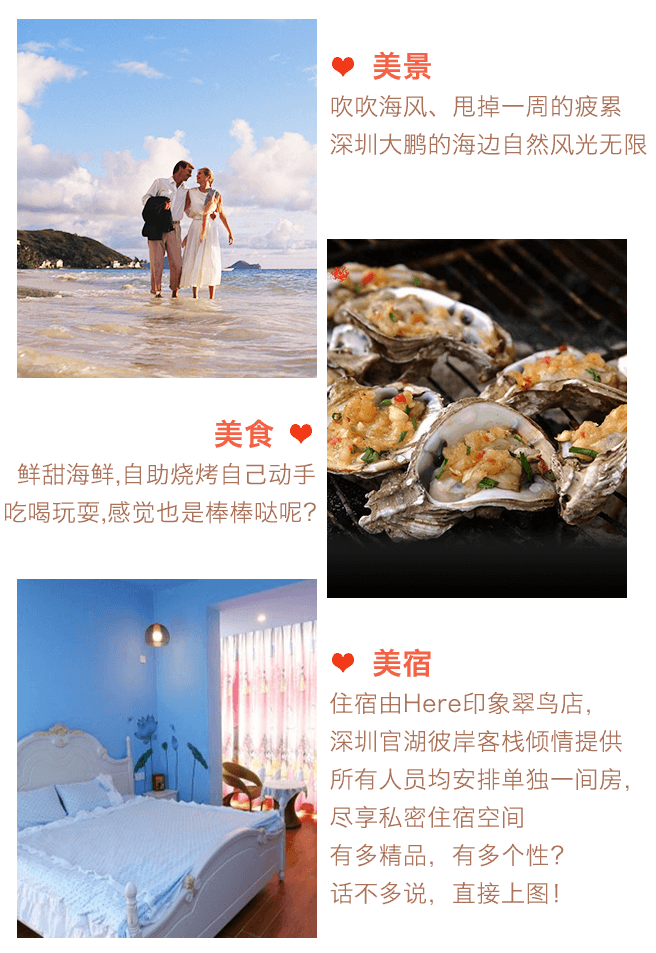 美景
吹吹海风、甩掉一周的疲累
深圳大鹏的海边自然风光无限
美食
鲜甜海鲜,自助烧烤自己动手
吃喝玩耍,感觉也是棒棒哒呢?
美宿
住宿由Here印象翠鸟店,
深圳官湖彼岸客栈倾情提供
所有人员均安排单独一间房,
尽享私密住宿空间
有多精品，有多个性?
话不多说，直接上图!